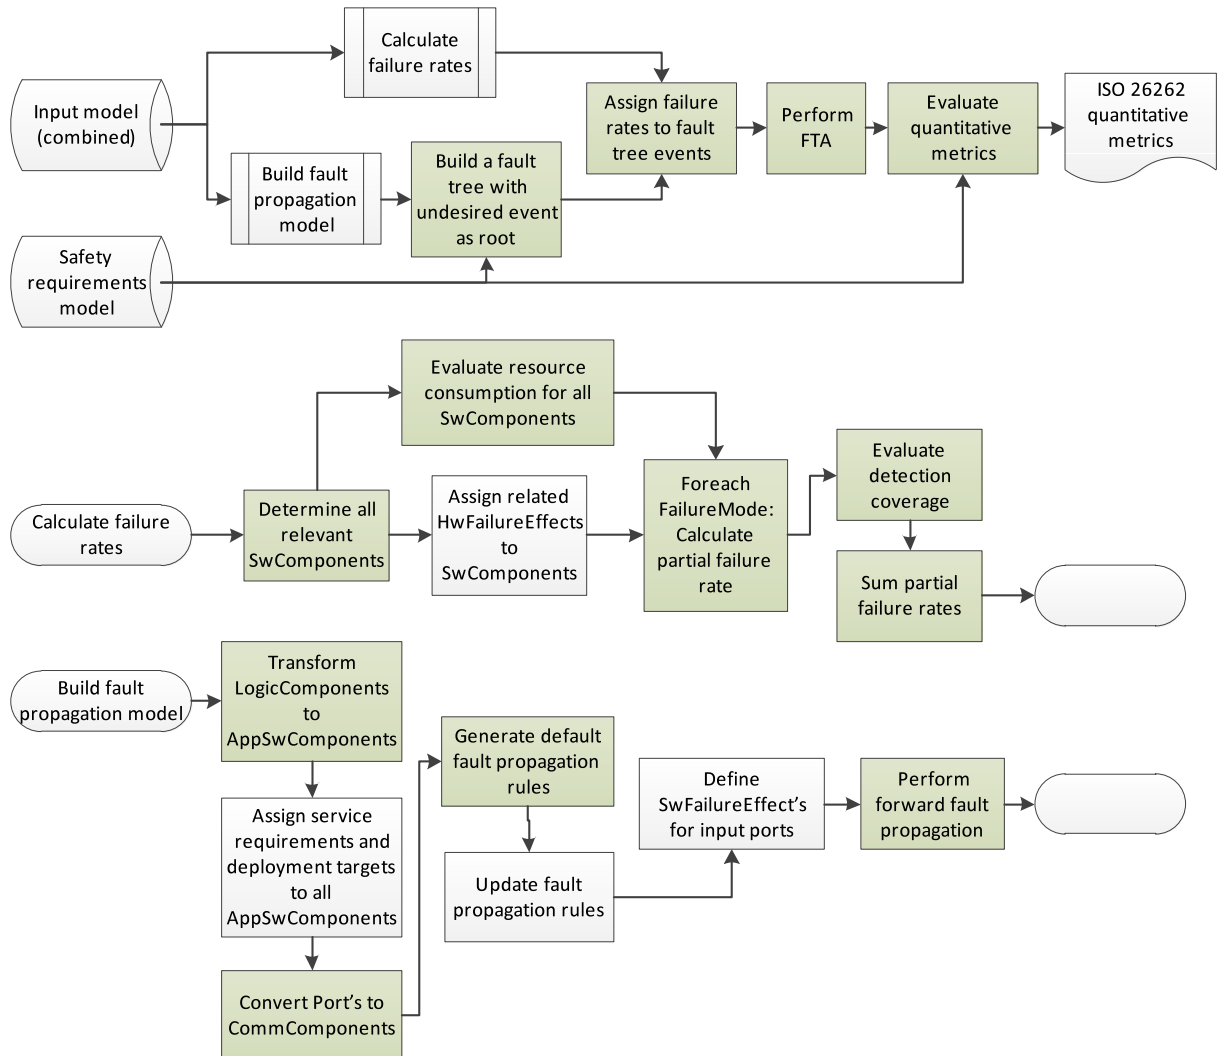 Calculate
failure rates
Input model
(combined)
Assign failure
rates to fault
tree events
Perform
FTA
Evaluate
quantitative
metrics
ISO 26262
quantitative
metrics
Build fault
propagation
model
Build a fault
tree with
undesired event
as root
Safety
requirements
model
Evaluate resource
consumption for all
SwComponents
Calculate failure
rates
Determine all
relevant
SwComponents
Assign related
HwFailureEffects
to
SwComponents
Foreach
FailureMode:
Calculate
partial failure
rate
Evaluate
detection
coverage
Sum partial
failure rates
Build fault
propagation model
Transform
LogicComponents
to
AppSwComponents
Assign service
requirements and
deployment targets
to all
AppSwComponents
Convert Port's to
CommComponents
Generate default
fault propagation
rules
Update fault
propagation rules
Define
SwFailureEffect's
for input ports
Perform
forward fault
propagation